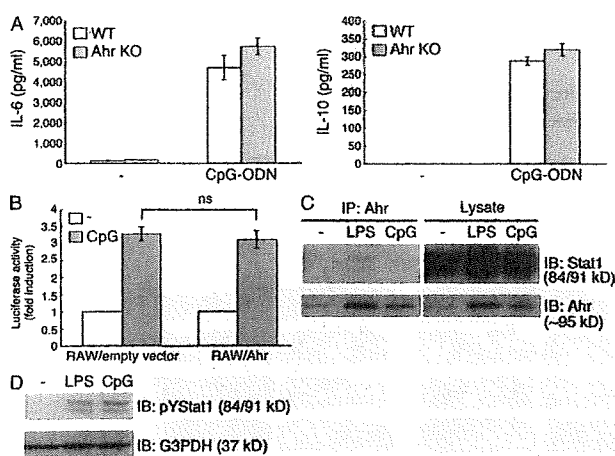 A
IL-6 (pg/ml)
7,000
6,000
5,000
4,000
3,000
2,000
1,000
0
WT
Ahr KO
-
CpG-ODN
IL-10 (pg/ml)
400
350
300
250
200
150
100
50
0
WT
Ahr KO
-
CpG-ODN
B
Luciferase activity
(fold induction)
4
3.5
3
2.5
2
1.5
1
0.5
0
-
CpG
ns
RAW/empty vector
RAW/Ahr
C
IP: Ahr Lysate
- LPS CpG - LPS CpG
IB: Stat1
(84/91 kD)
IB: Ahr
(~95 kD)
D
- LPS CpG
IB: pYStat1 (84/91 kD)
IB: G3PDH (37 kD)